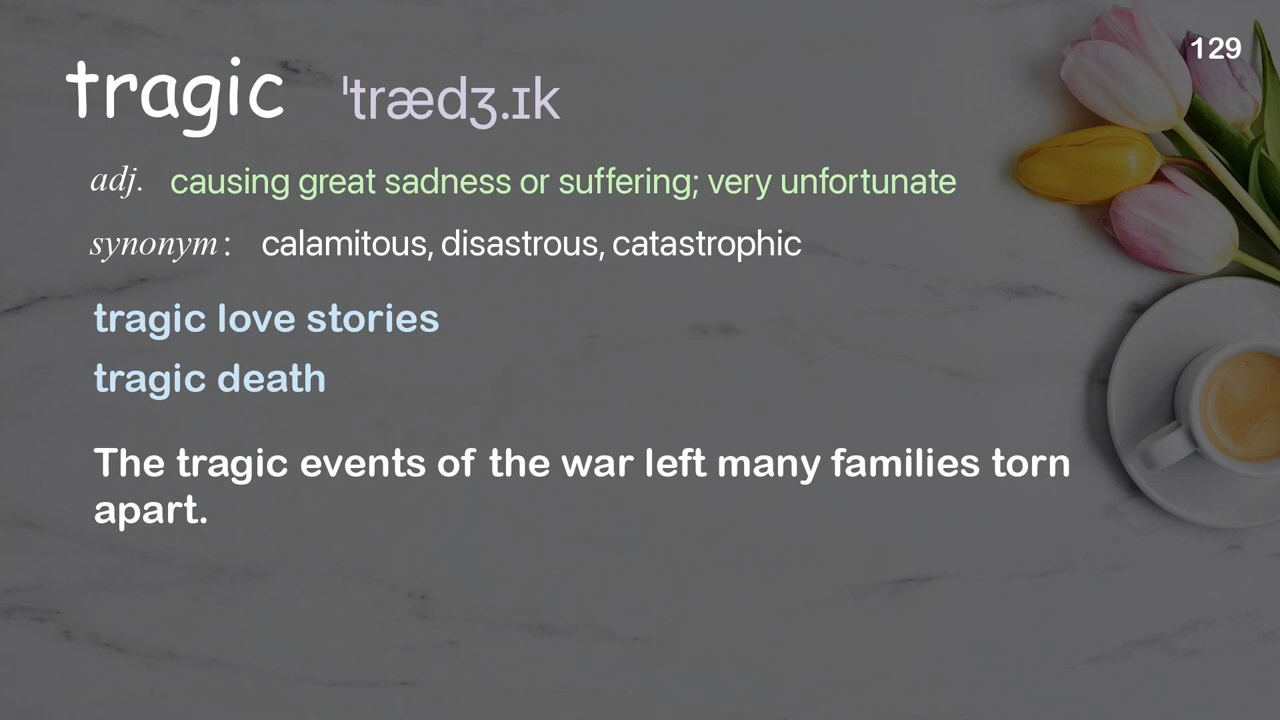 129
tragic ˈtrædʒ.ɪk
adj. causing great sadness or suffering; very unfortunate
synonym: calamitous, disastrous, catastrophic
tragic love stories
tragic death
The tragic events of the war left many families torn
apart.